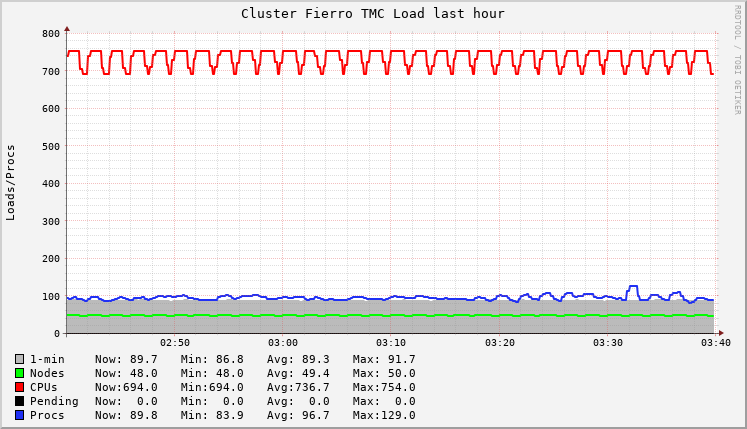 Cluster Fierro TMC Load last hour
RRDTOOL / TOBI OETIKER
Loads/Procs
800
700
600
500
400
300
200
100
0
02:50 03:00 03:10 03:20 03:30 03:40
1-min Now: 89.7 Min: 86.8 Avg: 89.3 Max: 91.7
Nodes Now: 48.0 Min: 48.0 Avg: 49.4 Max: 50.0
CPUs Now:694.0 Min:694.0 Avg:736.7 Max:754.0
Pending Now: 0.0 Min: 0.0 Avg: 0.0 Max: 0.0
Procs Now: 89.8 Min: 83.9 Avg: 96.7 Max:129.0